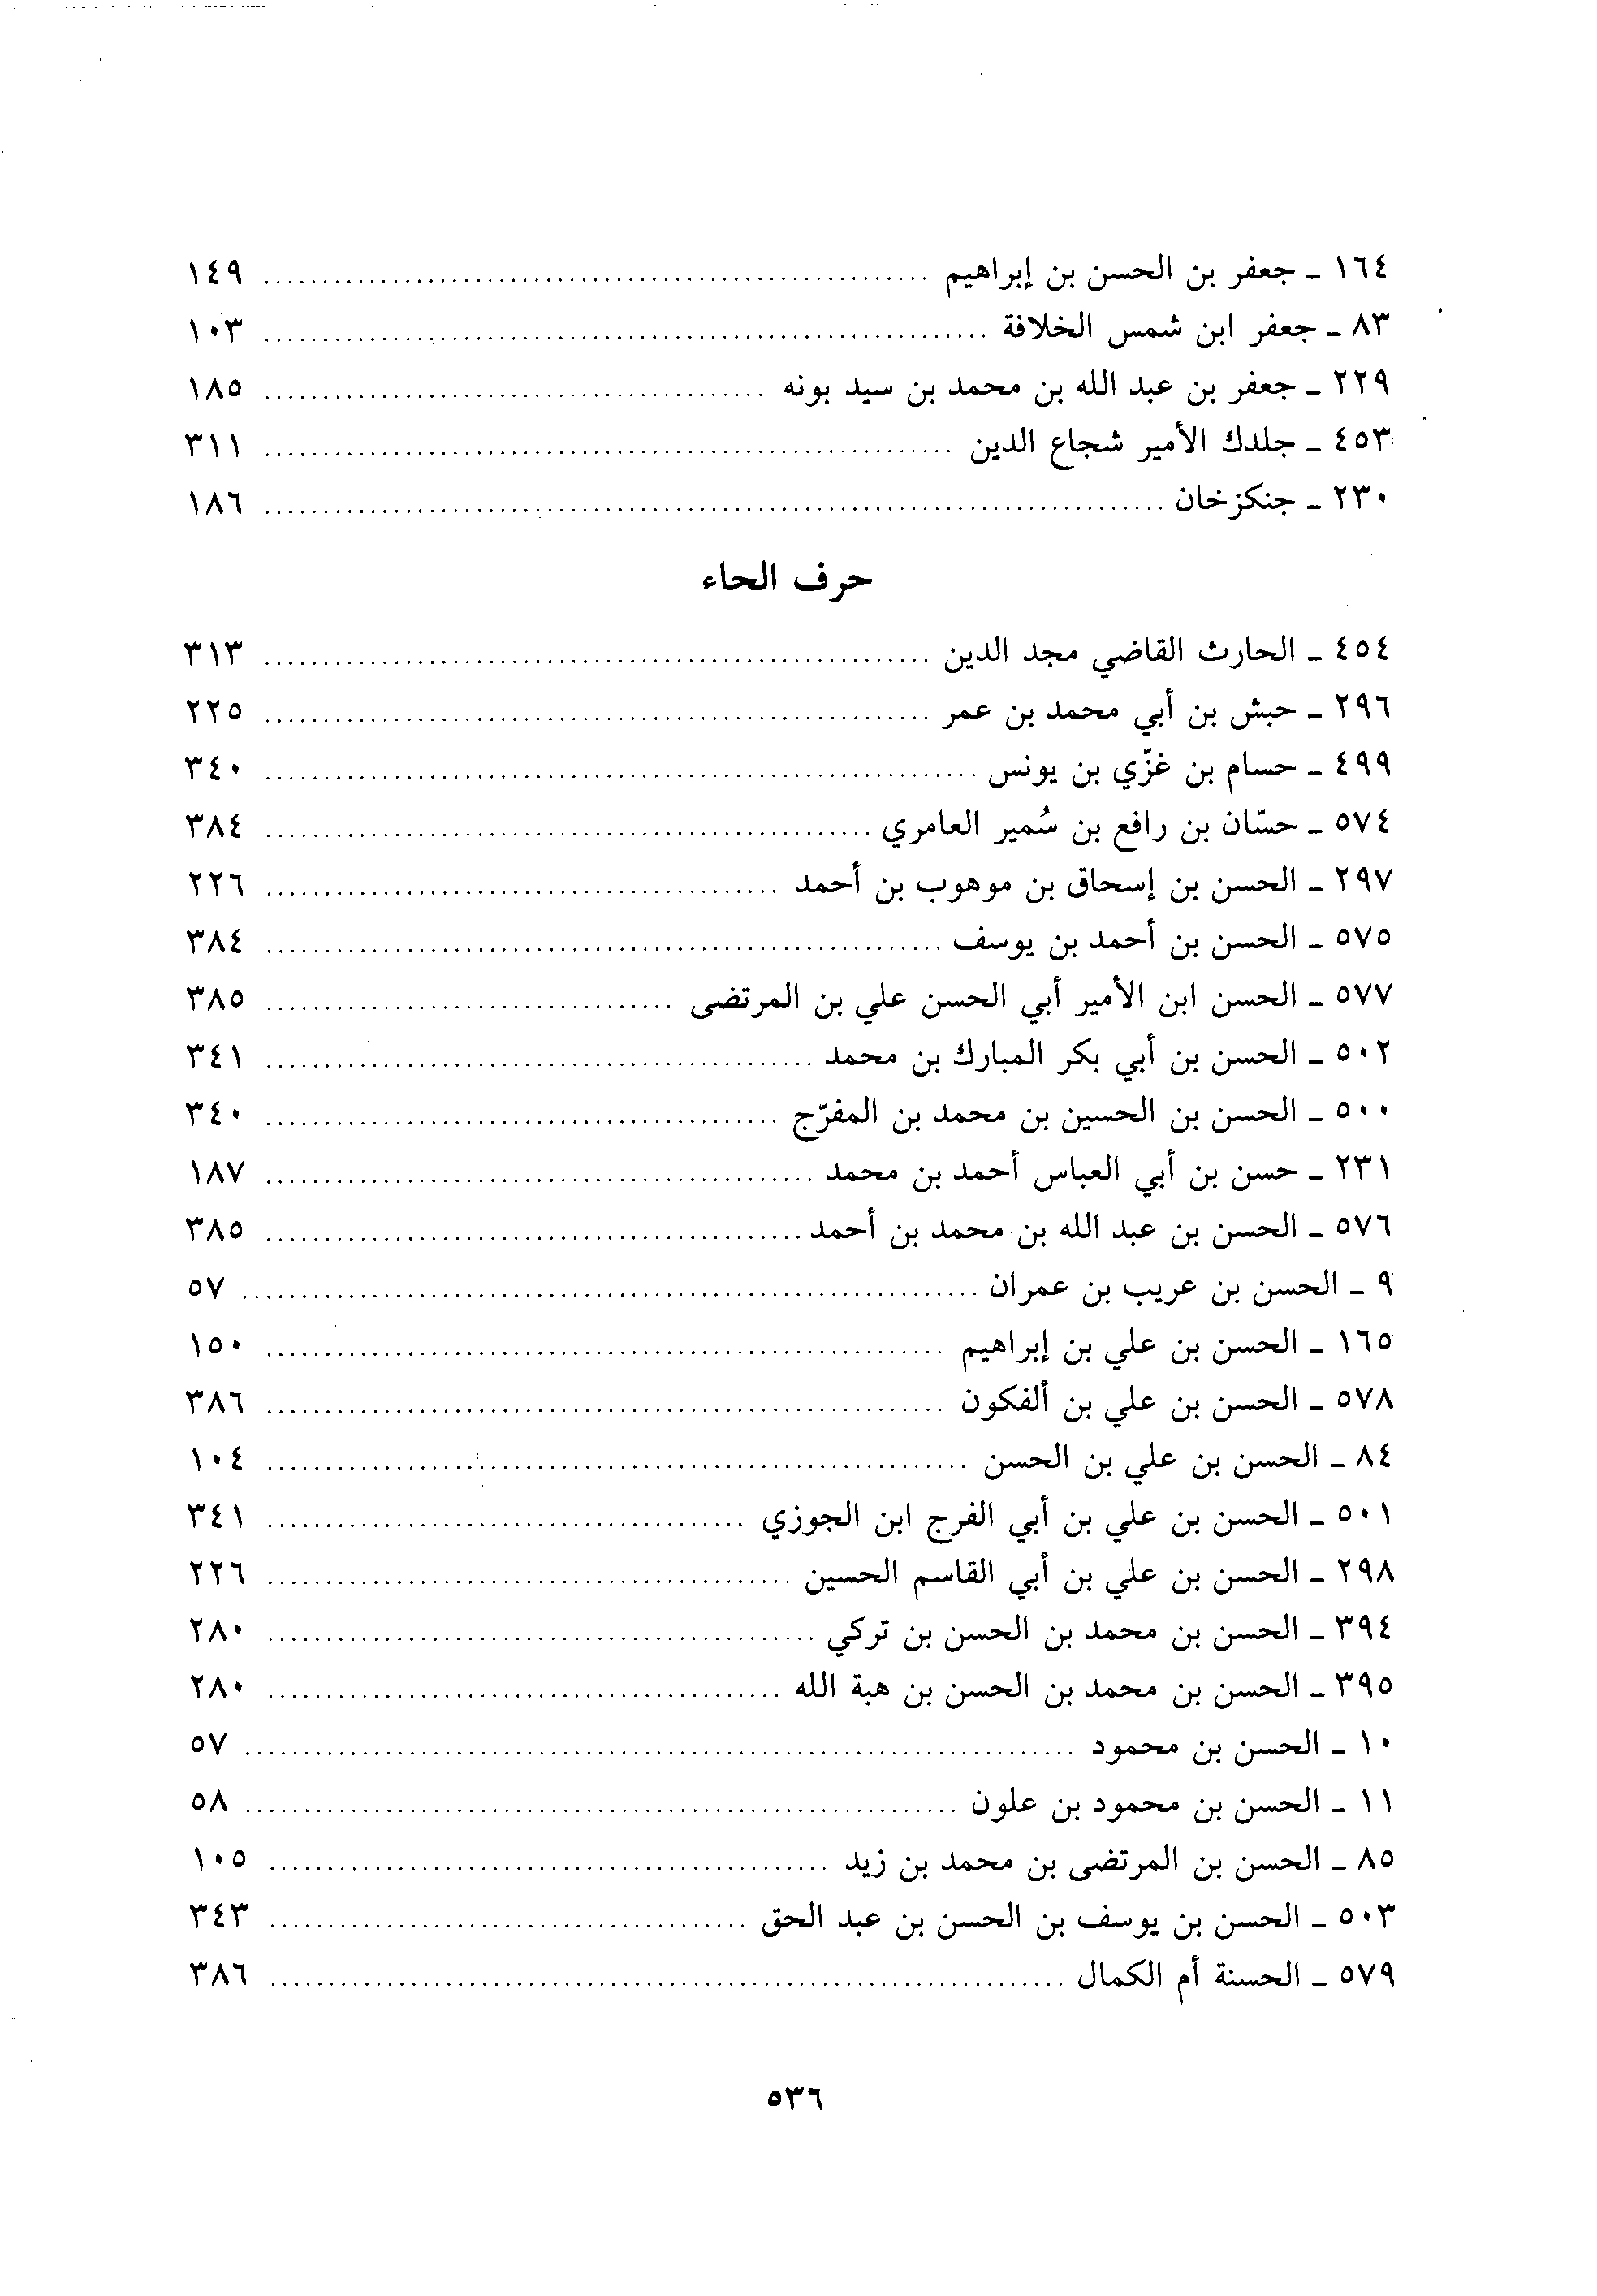 ١٦٤ ـ جعفر بن الحسن بن إبراهيم ........ ١٤٩
٨٣ ـ جعفر ابن شمس الخلافة ........ ١٠٣
٢٢٩ ـ جعفر بن عبد الله بن محمد بن سيد بونه ........ ١٨٥
٤٥٣ ـ جلدك الأمير شجاع الدين ........ ٣١١
٢٣٠ ـ جنكزخان ........ ١٨٦
حرف الحاء
٤٥٤ ـ الحارث القاضي مجد الدين ........ ٣١٣
٢٩٦ ـ حبش بن أبي محمد بن عمر ........ ٢٢٥
٤٩٩ ـ حسام بن غزّي بن يونس ........ ٣٤٠
٥٧٤ ـ حسّان بن رافع بن سُمير العامري ........ ٣٨٤
٢٩٧ ـ الحسن بن إسحاق بن موهوب بن أحمد ........ ٢٢٦
٥٧٥ ـ الحسن بن أحمد بن يوسف ........ ٣٨٤
٥٧٧ ـ الحسن ابن الأمير أبي الحسن علي بن المرتضى ........ ٣٨٥
٥٠٢ ـ الحسن بن أبي بكر المبارك بن محمد ........ ٣٤١
٥٠٠ ـ الحسن بن الحسين بن محمد بن المفرّج ........ ٣٤٠
٢٣١ ـ حسن بن أبي العباس أحمد بن محمد ........ ١٨٧
٥٧٦ ـ الحسن بن عبد الله بن محمد بن أحمد ........ ٣٨٥
٩ ـ الحسن بن عريب بن عمران ........ ٥٧
١٦٥ ـ الحسن بن علي بن إبراهيم ........ ١٥٠
٥٧٨ ـ الحسن بن علي بن ألفكون ........ ٣٨٦
٨٤ ـ الحسن بن علي بن الحسن ........ ١٠٤
٥٠١ ـ الحسن بن علي بن أبي الفرج ابن الجوزي ........ ٣٤١
٢٩٨ ـ الحسن بن علي بن أبي القاسم الحسين ........ ٢٢٦
٣٩٤ ـ الحسن بن محمد بن الحسن بن تركي ........ ٢٨٠
٣٩٥ ـ الحسن بن محمد بن الحسن بن هبة الله ........ ٢٨٠
١٠ ـ الحسن بن محمود ........ ٥٧
١١ ـ الحسن بن محمود بن علون ........ ٥٨
٨٥ ـ الحسن بن المرتضى بن محمد بن زيد ........ ١٠٥
٥٠٣ ـ الحسن بن يوسف بن الحسن بن عبد الحق ........ ٣٤٣
٥٧٩ ـ الحسنة أم الكمال ........ ٣٨٦
٥٣٦